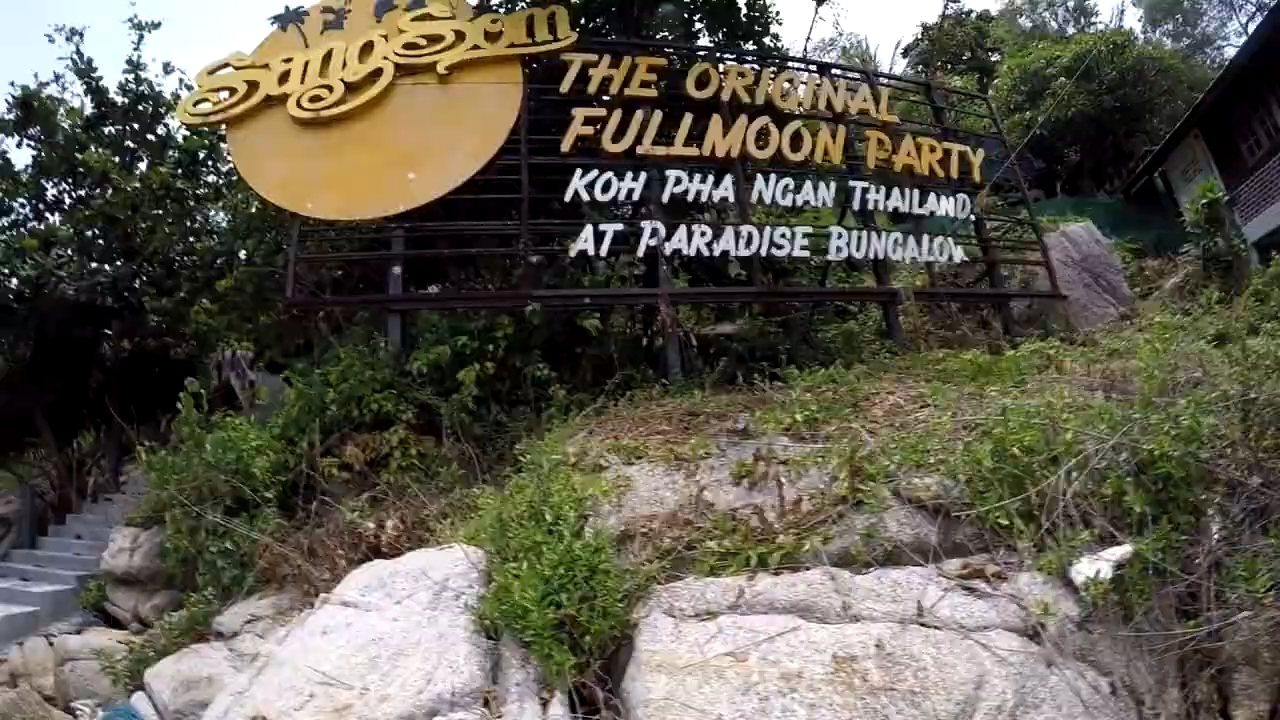 SangSom
THE ORIGINAL
FULLMOON PARTY
KOH PHA NGAN THAILAND.
AT PARADISE BUNGALOW